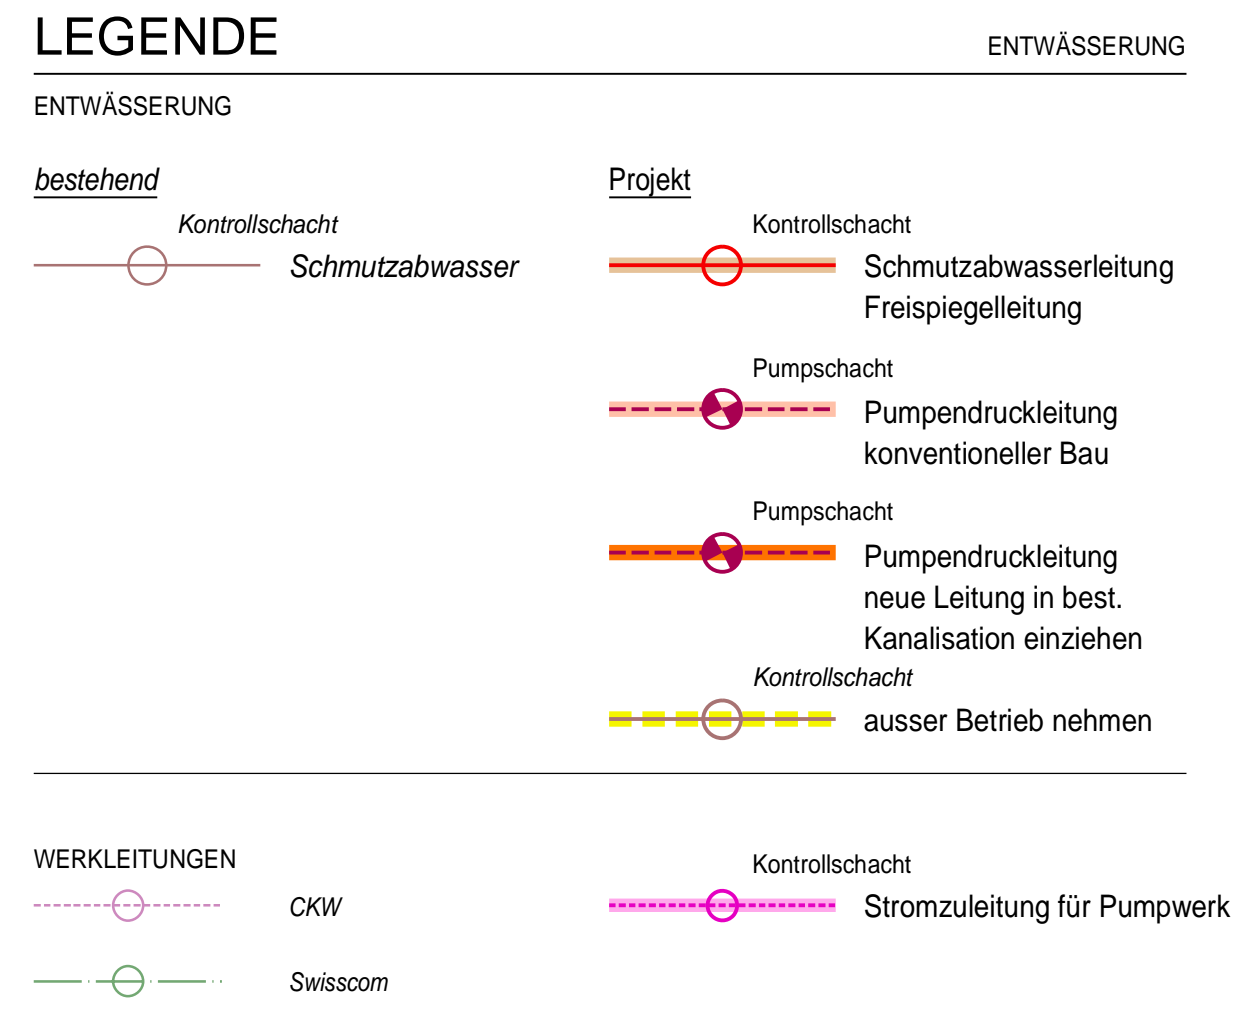 LEGENDE
ENTWÄSSERUNG
ENTWÄSSERUNG
bestehend
Kontrollschacht
Schmutzabwasser
Projekt
Kontrollschacht
Schmutzabwasserleitung
Freispiegelleitung
Pumpschacht
Pumpendruckleitung
konventioneller Bau
Pumpschacht
Pumpendruckleitung
neue Leitung in best.
Kanalisation einziehen
Kontrollschacht
ausser Betrieb nehmen
WERKLEITUNGEN
CKW
Swisscom
Kontrollschacht
Stromzuleitung für Pumpwerk